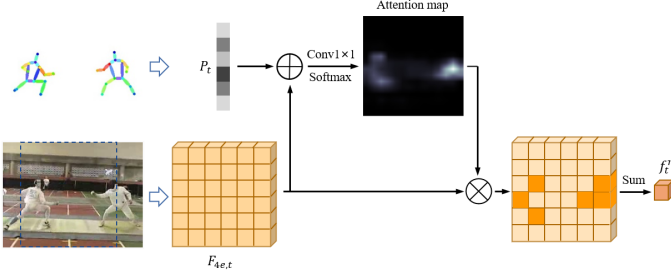 Attention map
P_t
Conv1×1
Softmax
Sum
f_t^r
F_{4e,t}